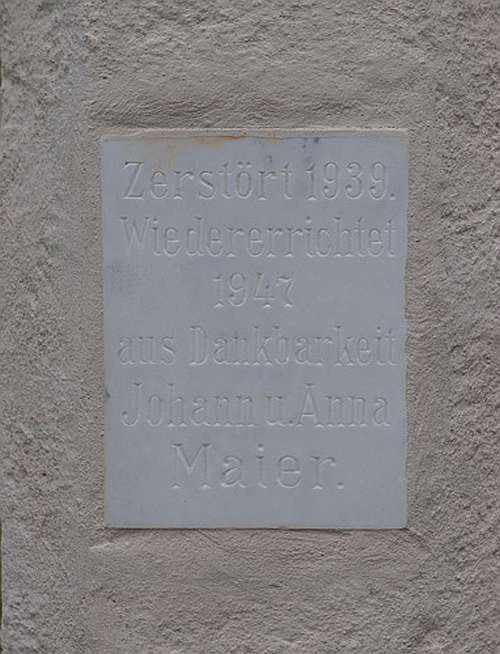 Zerstört 1939.
Wiedererrichtet
1947
aus Dankbarkeit
Johann u. Anna
Maier.